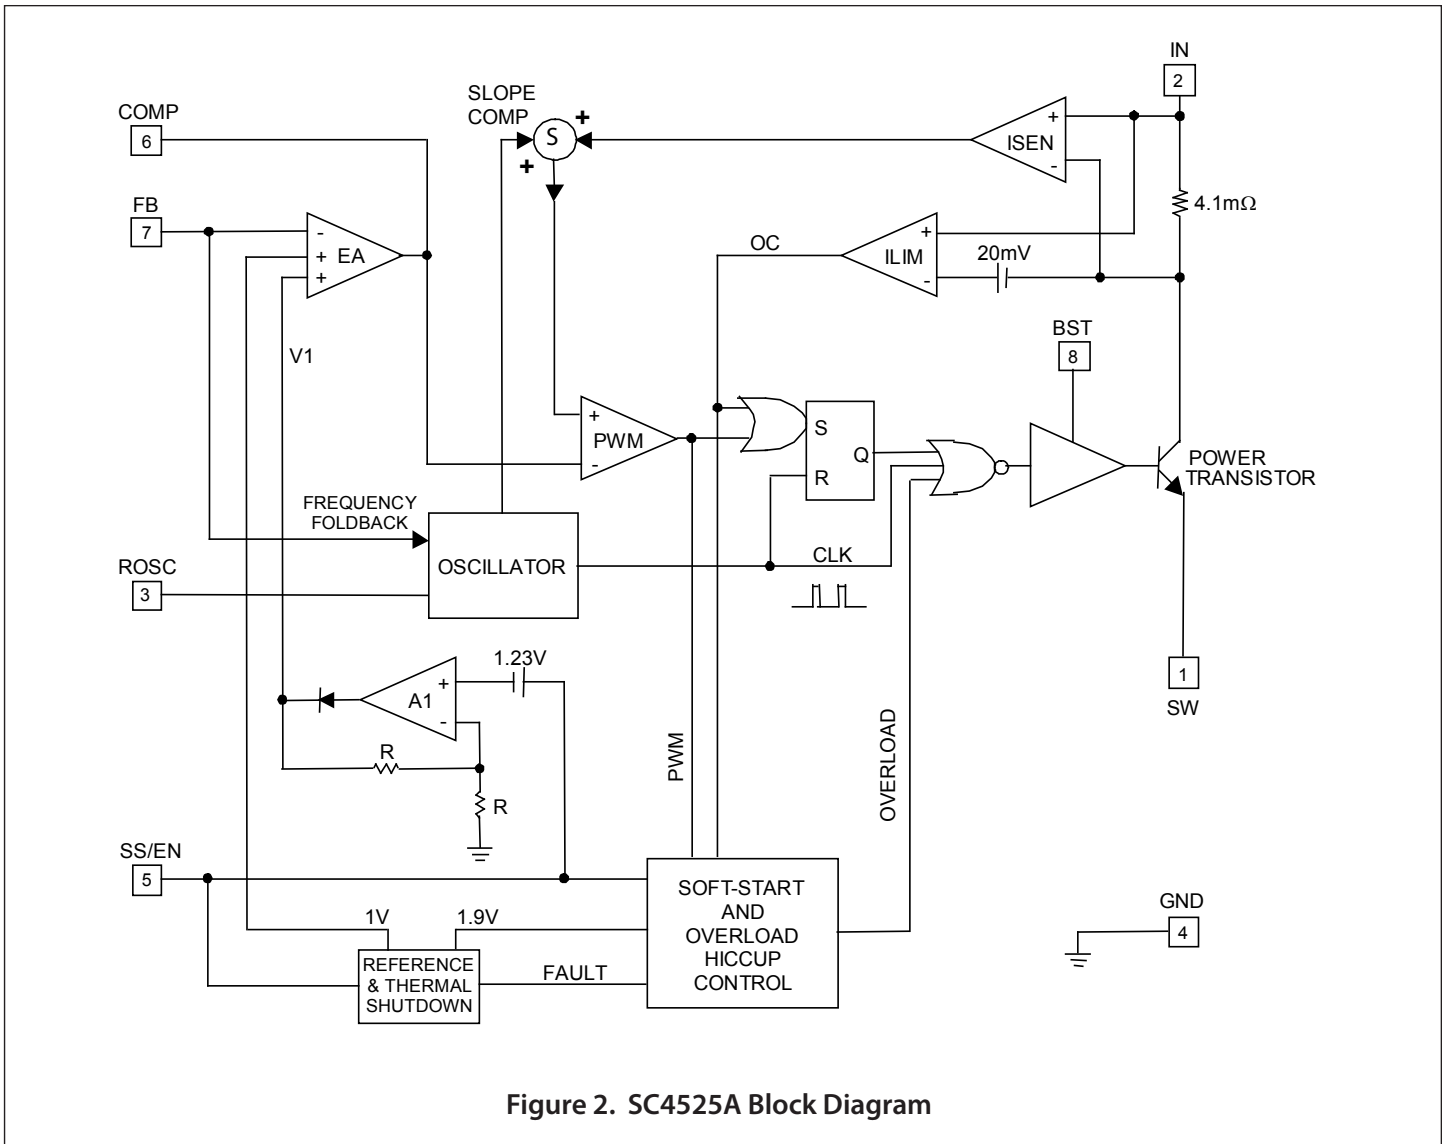 IN
2
SLOPE
COMP
COMP
6
+
S
+
+
ISEN
-
4.1mΩ
FB
7
-
+ EA
+
OC
+
ILIM
-
20mV
V1
BST
8
+
PWM
-
S
Q
R
POWER
TRANSISTOR
FREQUENCY
FOLDBACK
OSCILLATOR
CLK
ROSC
3
1.23V
+
A1
-
1
SW
R
R
PWM
OVERLOAD
SS/EN
5
SOFT-START
AND
OVERLOAD
HICCUP
CONTROL
1V
1.9V
REFERENCE
& THERMAL
SHUTDOWN
FAULT
GND
4
Figure 2. SC4525A Block Diagram